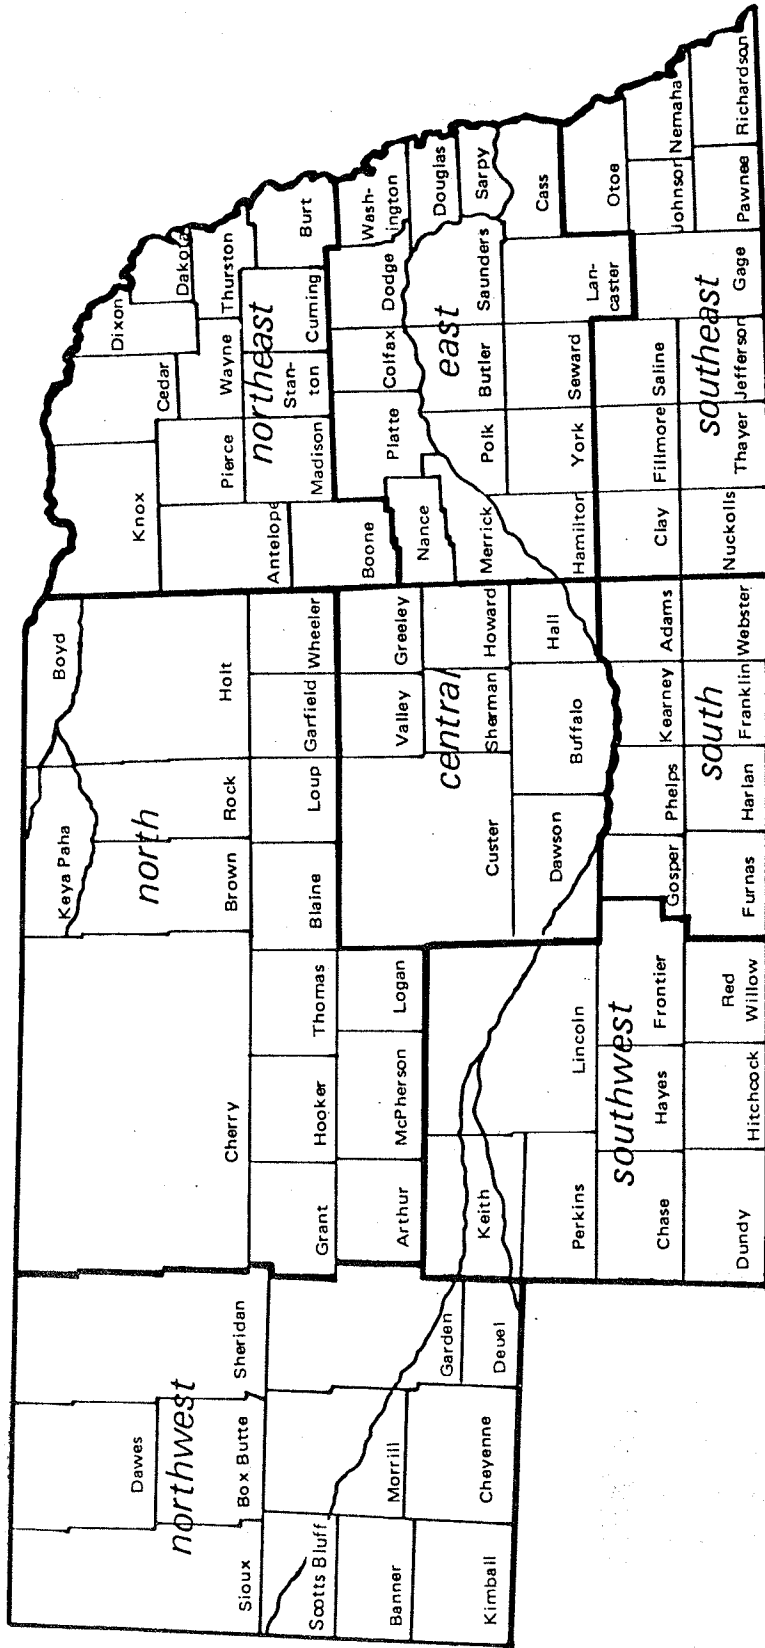 northwest
Sioux
Dawes
Box Butte
Sheridan
Scotts Bluff
Banner
Kimball
Morrill
Cheyenne
Garden
Deuel
north
Cherry
Keya Paha
Boyd
Brown
Rock
Holt
Grant
Hooker
Thomas
Blaine
Loup
Garfield
Wheeler
Arthur
McPherson
Logan
northeast
Knox
Cedar
Dixon
Dakota
Antelope
Pierce
Wayne
Thurston
Boone
Madison
Stan-
ton
Cuming
Burt
central
Custer
Valley
Greeley
Sherman
Howard
Dawson
Buffalo
Hall
east
Nance
Platte
Colfax
Dodge
Wash-
ington
Merrick
Polk
Butler
Saunders
Douglas
Sarpy
Hamilton
York
Seward
Lan-
caster
Cass
southwest
Keith
Perkins
Lincoln
Chase
Hayes
Frontier
Dundy
Hitchcock
Red
Willow
south
Gosper
Phelps
Kearney
Adams
Furnas
Harlan
Franklin
Webster
southeast
Clay
Fillmore
Saline
Otoe
Nuckolls
Thayer
Jefferson
Gage
Johnson
Nemaha
Pawnee
Richardson